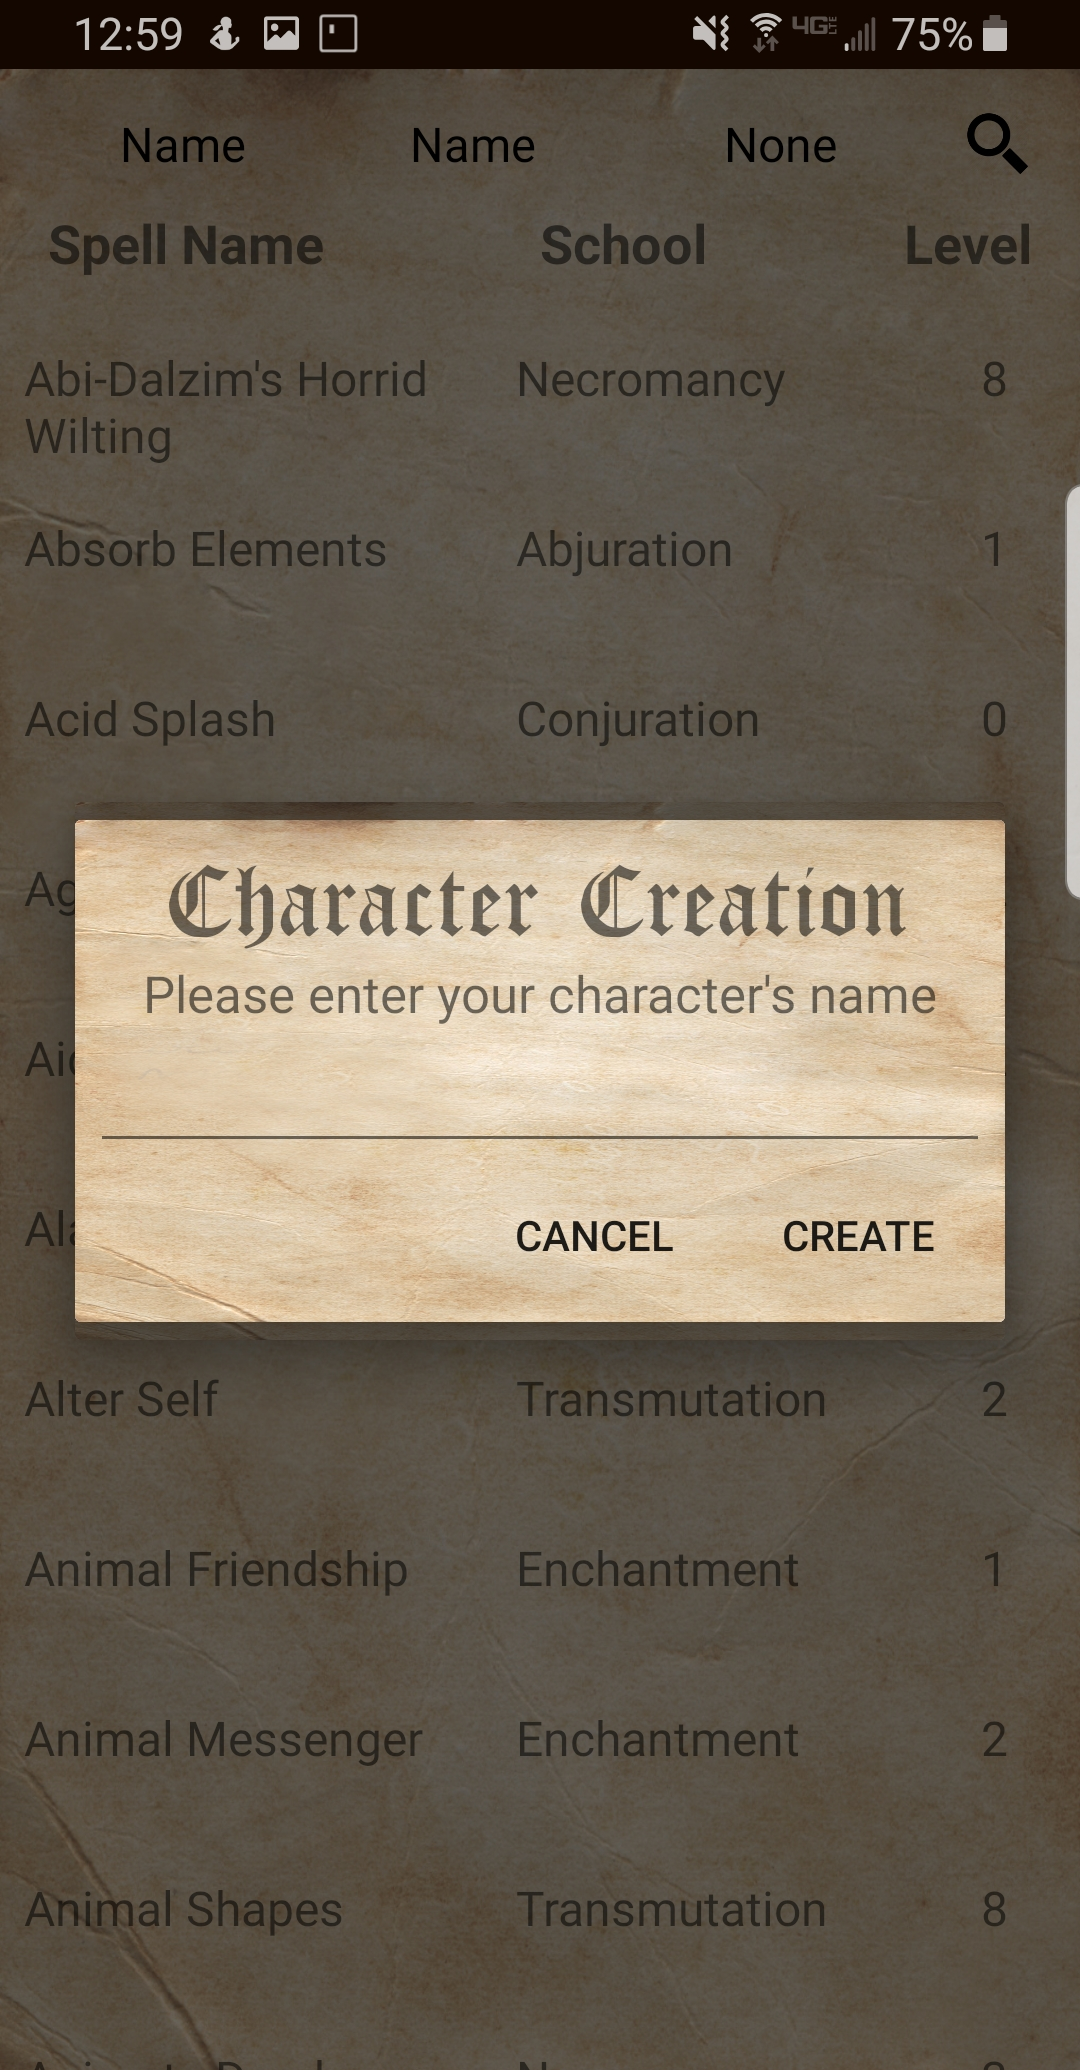 12:59 4G LTE 75%
Name Name None
Spell Name School Level
Abi-Dalzim's Horrid Necromancy 8
Wilting
Absorb Elements Abjuration 1
Acid Splash Conjuration 0
Character Creation
Please enter your character's name
CANCEL CREATE
Alter Self Transmutation 2
Animal Friendship Enchantment 1
Animal Messenger Enchantment 2
Animal Shapes Transmutation 8